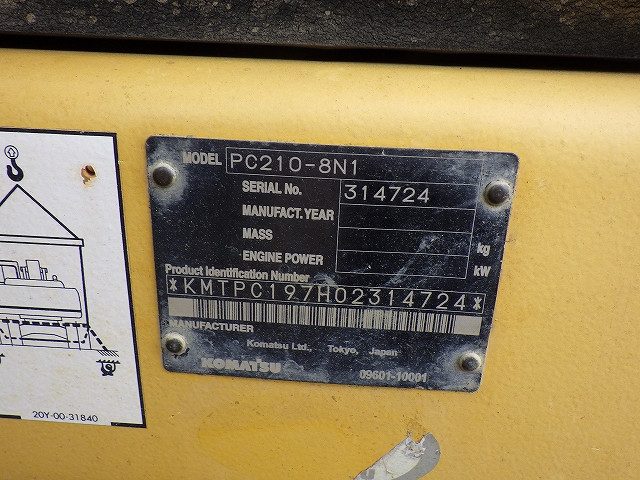 MODEL PC210-8N1
SERIAL No. 314724
MANUFACT.YEAR
MASS kg
ENGINE POWER kW
Product Identification Number
*KMTPC197H02314724*
MANUFACTURER
Komatsu Ltd., Tokyo, Japan
KOMATSU 09601-10001
20Y-00-31840